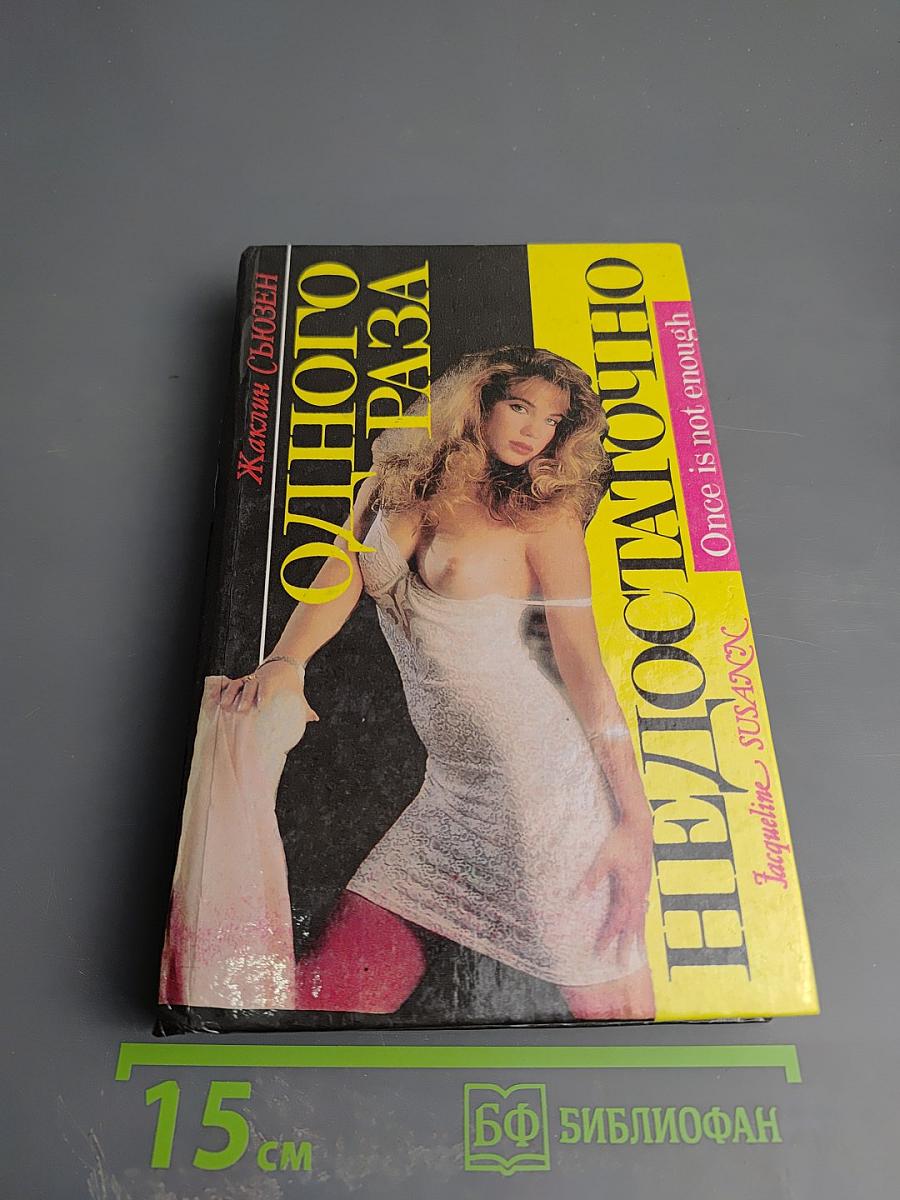 Жаклин СЬЮЗЕН
ОДНОГО
РАЗА
НЕДОСТАТОЧНО
Once is not enough
Jacqueline SUSANN
15 см
БФ БИБЛИОФАН